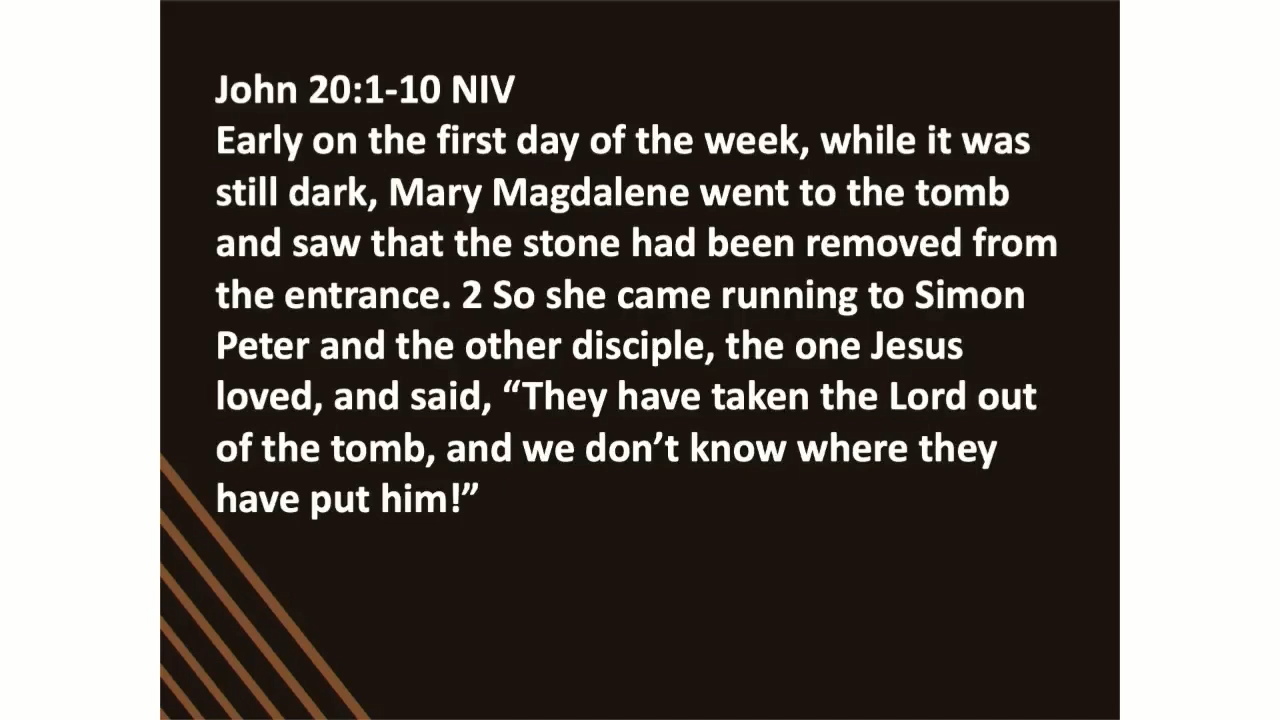 John 20:1-10 NIV
Early on the first day of the week, while it was
still dark, Mary Magdalene went to the tomb
and saw that the stone had been removed from
the entrance. 2 So she came running to Simon
Peter and the other disciple, the one Jesus
loved, and said, “They have taken the Lord out
of the tomb, and we don’t know where they
have put him!”